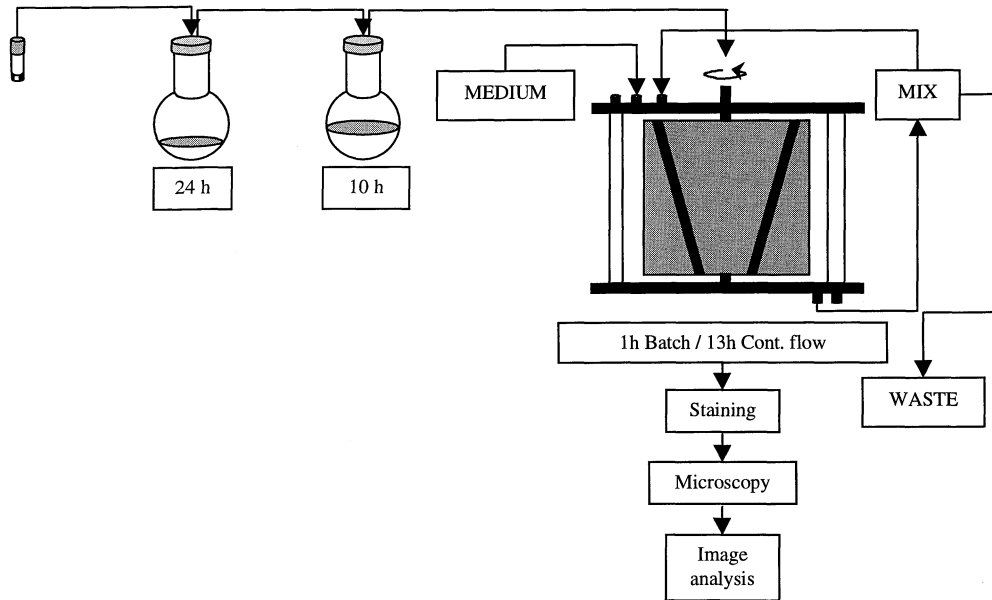 MEDIUM
MIX
24 h
10 h
1h Batch / 13h Cont. flow
WASTE
Staining
Microscopy
Image
analysis